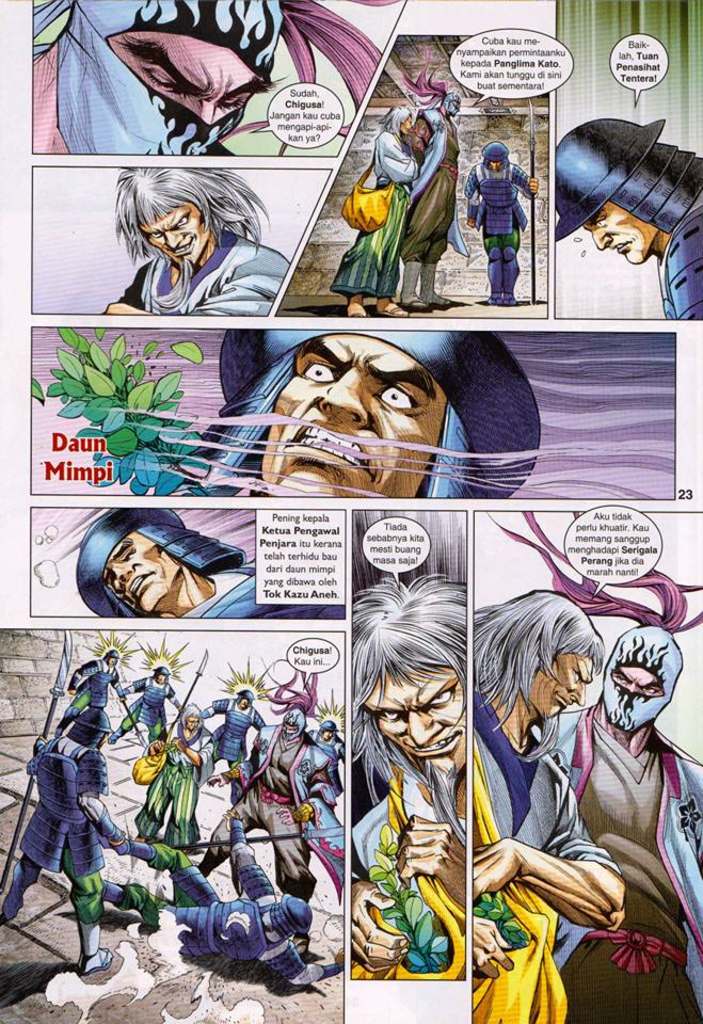 Sudah,
Chigusa!
Jangan kau cuba
mengapi-api-
kan ya?
Cuba kau me-
nyampaikan permintaanku
kepada Panglima Kato.
Kami akan tunggu di sini
buat sementara!
Baik-
lah, Tuan
Penasihat
Tentera!
Daun
Mimpi
23
Pening kepala
Ketua Pengawal
Penjara itu kerana
telah terhidu bau
dari daun mimpi
yang dibawa oleh
Tok Kazu Aneh.
Chigusa!
Kau ini...
Tiada
sebabnya kita
mesti buang
masa saja!
Aku tidak
perlu khuatir. Kau
memang sanggup
menghadapi Serigala
Perang jika dia
marah nanti!